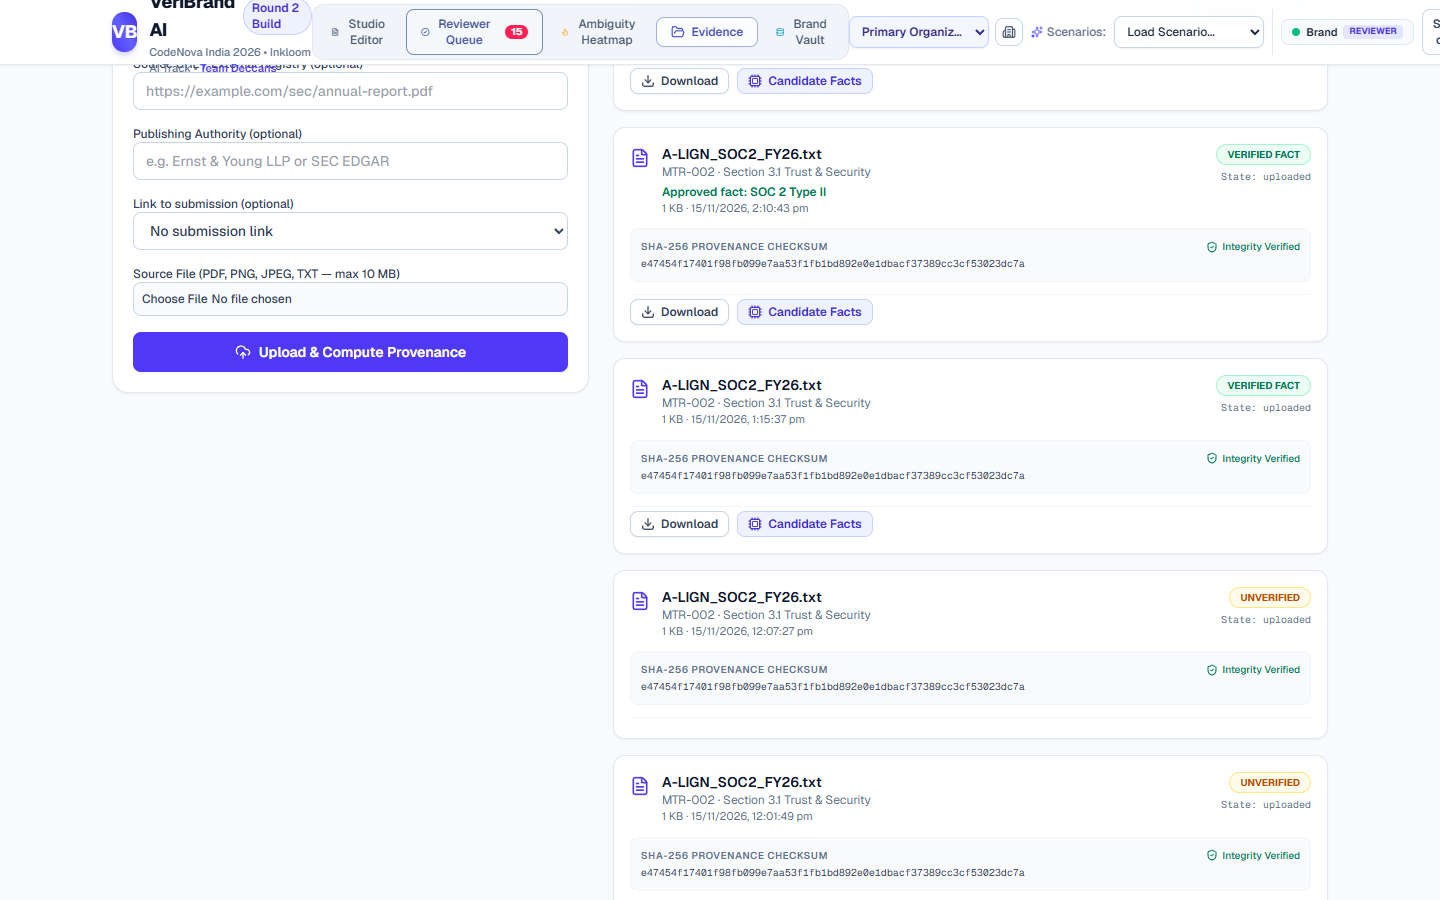 VB
VeriBrand
AI
Round 2
Build
CodeNova India 2026 • Inkloom
AI Track • Team Deccans
Studio
Editor
Reviewer
Queue
15
Ambiguity
Heatmap
Evidence
Brand
Vault
Primary Organiz...
Scenarios:
Load Scenario...
Brand
REVIEWER
https://example.com/sec/annual-report.pdf
Publishing Authority (optional)
e.g. Ernst & Young LLP or SEC EDGAR
Link to submission (optional)
No submission link
Source File (PDF, PNG, JPEG, TXT — max 10 MB)
Choose File No file chosen
Upload & Compute Provenance
Download
Candidate Facts
A-LIGN_SOC2_FY26.txt
VERIFIED FACT
MTR-002 · Section 3.1 Trust & Security
State: uploaded
Approved fact: SOC 2 Type II
1 KB · 15/11/2026, 2:10:43 pm
SHA-256 PROVENANCE CHECKSUM
Integrity Verified
e47454f17401f98fb099e7aa53f1fb1bd892e0e1dbacf37389cc3cf53023dc7a
Download
Candidate Facts
A-LIGN_SOC2_FY26.txt
VERIFIED FACT
MTR-002 · Section 3.1 Trust & Security
State: uploaded
1 KB · 15/11/2026, 1:15:37 pm
SHA-256 PROVENANCE CHECKSUM
Integrity Verified
e47454f17401f98fb099e7aa53f1fb1bd892e0e1dbacf37389cc3cf53023dc7a
Download
Candidate Facts
A-LIGN_SOC2_FY26.txt
UNVERIFIED
MTR-002 · Section 3.1 Trust & Security
State: uploaded
1 KB · 15/11/2026, 12:07:27 pm
SHA-256 PROVENANCE CHECKSUM
Integrity Verified
e47454f17401f98fb099e7aa53f1fb1bd892e0e1dbacf37389cc3cf53023dc7a
A-LIGN_SOC2_FY26.txt
UNVERIFIED
MTR-002 · Section 3.1 Trust & Security
State: uploaded
1 KB · 15/11/2026, 12:01:49 pm
SHA-256 PROVENANCE CHECKSUM
Integrity Verified
e47454f17401f98fb099e7aa53f1fb1bd892e0e1dbacf37389cc3cf53023dc7a